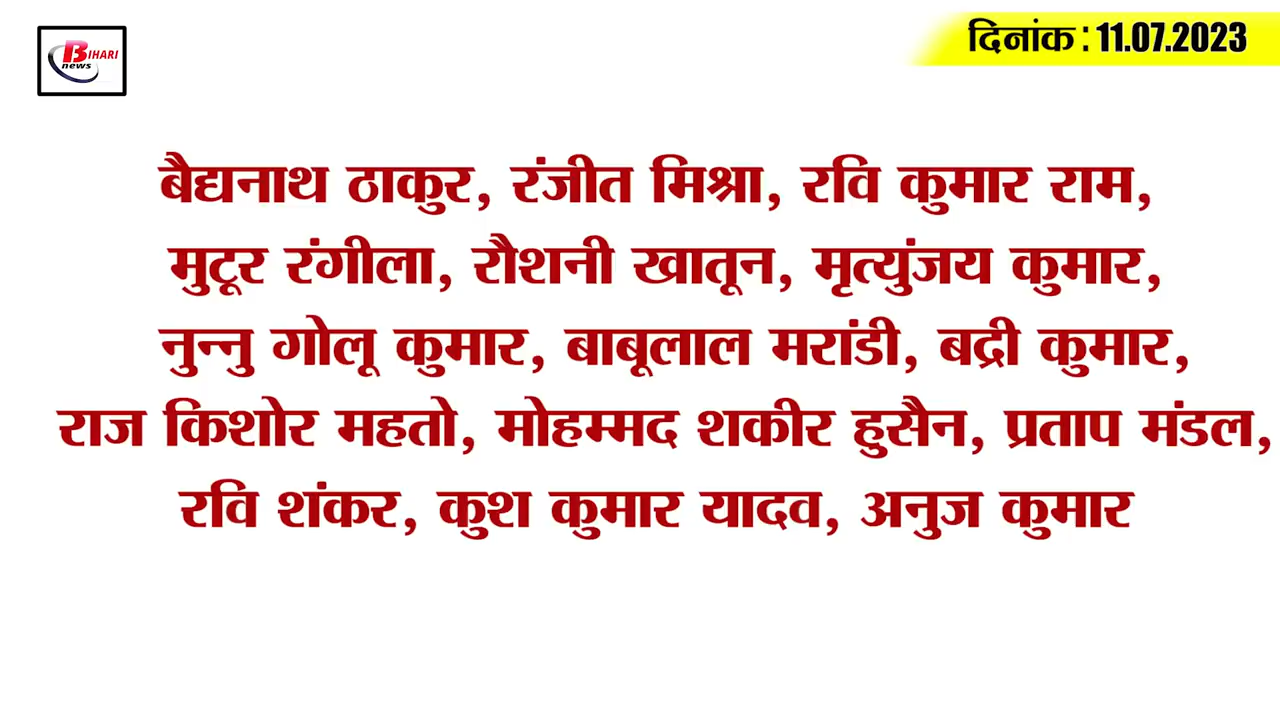 BIHARI
news
दिनांक : 11.07.2023
बैद्यनाथ ठाकुर, रंजीत मिश्रा, रवि कुमार राम,
मुटूर रंगीला, रौशनी खातून, मृत्युंजय कुमार,
नुन्नु गोलू कुमार, बाबूलाल मरांडी, बद्री कुमार,
राज किशोर महतो, मोहम्मद शकीर हुसैन, प्रताप मंडल,
रवि शंकर, कुश कुमार यादव, अनुज कुमार